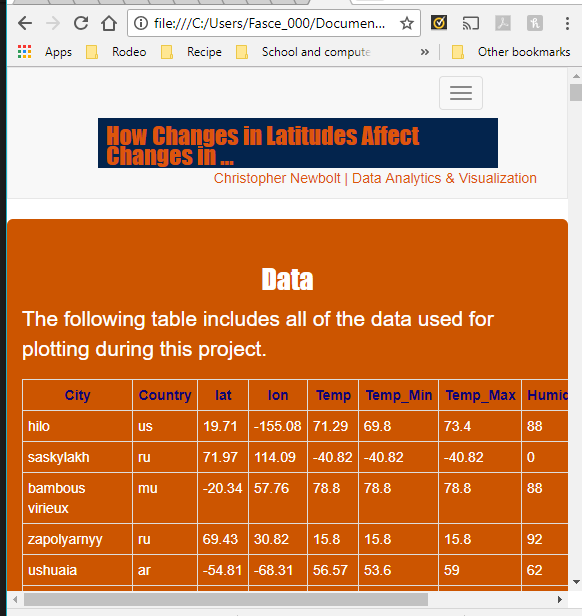 file:///C:/Users/Fasce_000/Documen...
Apps Rodeo Recipe School and compute » Other bookmarks
How Changes in Latitudes Affect
Changes in ...
Christopher Newbolt | Data Analytics & Visualization
Data
The following table includes all of the data used for
plotting during this project.
City Country lat lon Temp Temp_Min Temp_Max Humid
hilo us 19.71 -155.08 71.29 69.8 73.4 88
saskylakh ru 71.97 114.09 -40.82 -40.82 -40.82 0
bambous mu -20.34 57.76 78.8 78.8 78.8 88
virieux
zapolyarnyy ru 69.43 30.82 15.8 15.8 15.8 92
ushuaia ar -54.81 -68.31 56.57 53.6 59 62